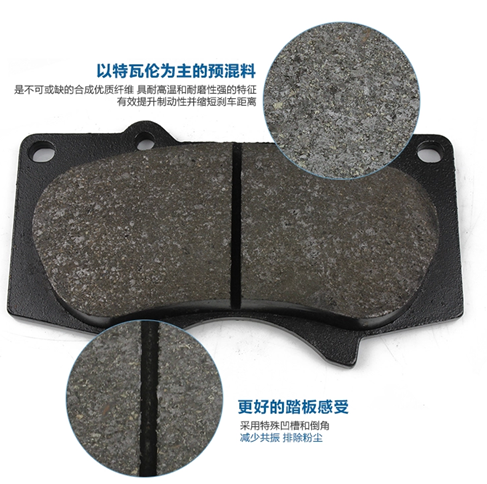 以特瓦伦为主的预混料
是不可或缺的合成优质纤维 具耐高温和耐磨性强的特征
有效提升制动性并缩短刹车距离
更好的踏板感受
采用特殊凹槽和倒角
减少共振 排除粉尘